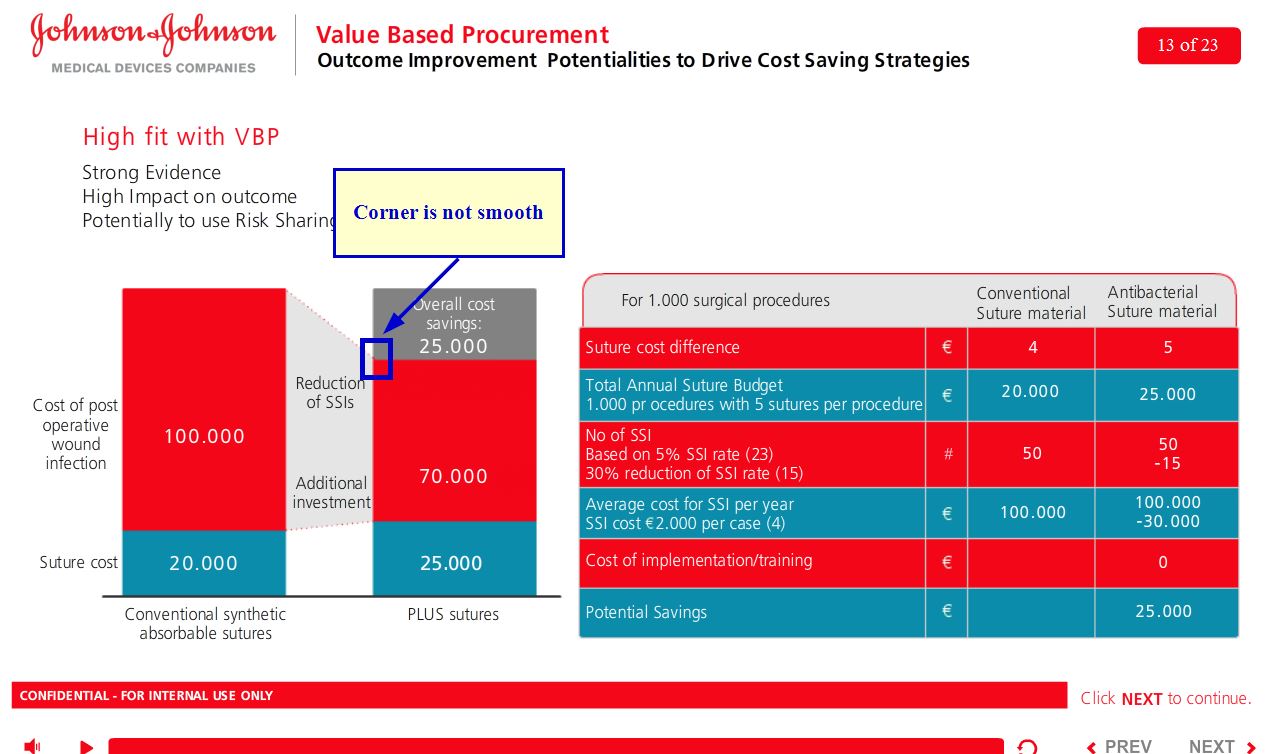 Johnson & Johnson
MEDICAL DEVICES COMPANIES
Value Based Procurement
Outcome Improvement Potentialities to Drive Cost Saving Strategies
13 of 23
High fit with VBP
Strong Evidence
High Impact on outcome
Potentially to use Risk Sharing
Corner is not smooth
Overall cost
savings:
25.000
Reduction
of SSIs
Cost of post
operative
wound
infection
100.000
70.000
Additional
investment
Suture cost
20.000
25.000
Conventional synthetic
absorbable sutures
PLUS sutures
For 1.000 surgical procedures
Conventional
Suture material
Antibacterial
Suture material
Suture cost difference
€
4
5
Total Annual Suture Budget
1.000 pr ocedures with 5 sutures per procedure
€
20.000
25.000
No of SSI
Based on 5% SSI rate (23)
30% reduction of SSI rate (15)
#
50
50
-15
Average cost for SSI per year
SSI cost €2.000 per case (4)
€
100.000
100.000
-30.000
Cost of implementation/training
€
0
Potential Savings
€
25.000
CONFIDENTIAL - FOR INTERNAL USE ONLY
Click NEXT to continue.
PREV
NEXT